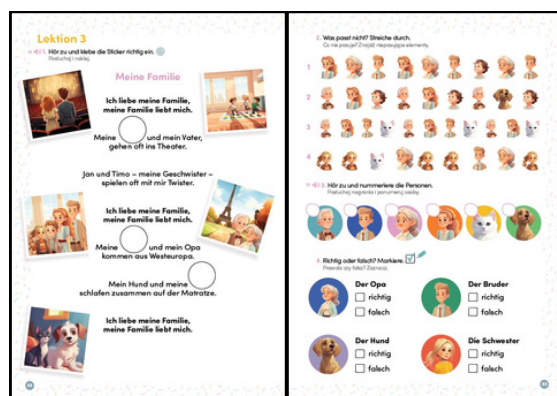 Lektion 3
1. Hör zu und klebe die Sticker richtig ein.
Posłuchaj i naklej.
Meine Familie
Ich liebe meine Familie,
meine Familie liebt mich.
Meine und mein Vater,
gehen oft ins Theater.
Jan und Timo – meine Geschwister –
spielen oft mit mir Twister.
Ich liebe meine Familie,
meine Familie liebt mich.
Meine und mein Opa
kommen aus Westeuropa.
Mein Hund und meine
schlafen zusammen auf der Matratze.
Ich liebe meine Familie,
meine Familie liebt mich.
2. Was passt nicht? Streiche durch.
Co nie pasuje? Znajdź niepasujące elementy.
1
2
3
4
3. Hör zu und nummeriere die Personen.
Posłuchaj nagrania i ponumeruj osoby.
4. Richtig oder falsch? Markiere.
Prawda czy fałsz? Zaznacz.
Der Opa
richtig
falsch
Der Bruder
richtig
falsch
Der Hund
richtig
falsch
Die Schwester
richtig
falsch